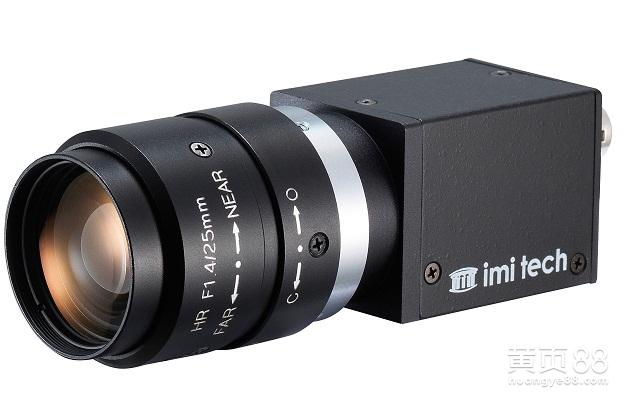 HR F1.4/25mm
FAR ←•→ NEAR
C ←•→ O
imi tech
黄页88
huangye88.com